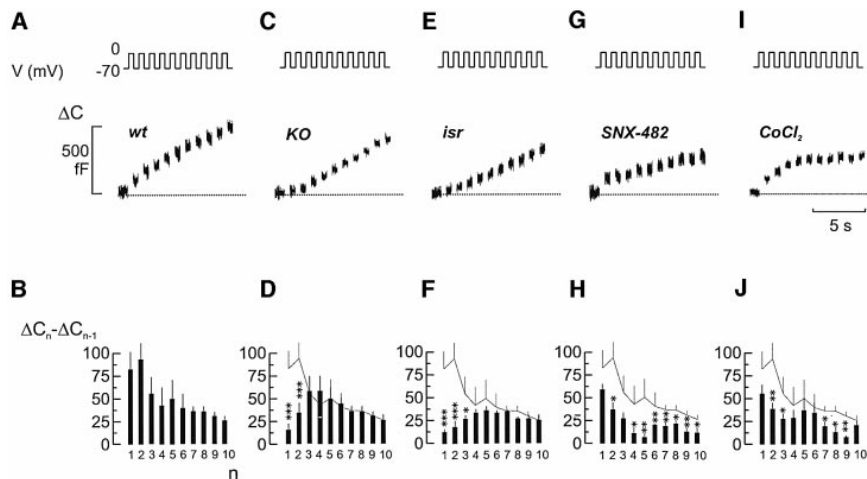 A C E G I
0
V (mV)
-70
ΔC
wt KO isr SNX-482 CoCl₂
500
fF
5 s
B D F H J
ΔCₙ-ΔCₙ₋₁
100 100 100 100 100
75 75 75 75 75
50 50 50 50 50
25 25 25 25 25
0 0 0 0 0
*** *** *** *** * * * ** ** ** * ** * ** * * * **
1 2 3 4 5 6 7 8 9 10 1 2 3 4 5 6 7 8 9 10 1 2 3 4 5 6 7 8 9 10 1 2 3 4 5 6 7 8 9 10 1 2 3 4 5 6 7 8 9 10
n